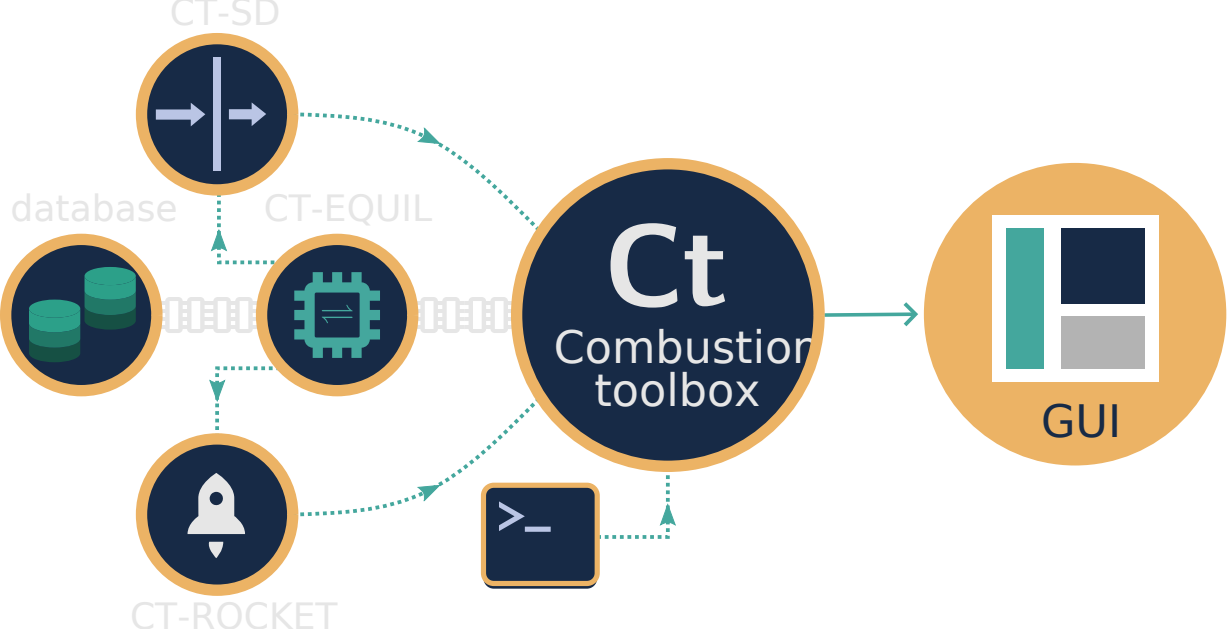 CT-SD
database
CT-EQUIL
Ct
Combustion
toolbox
>_
GUI
CT-ROCKET